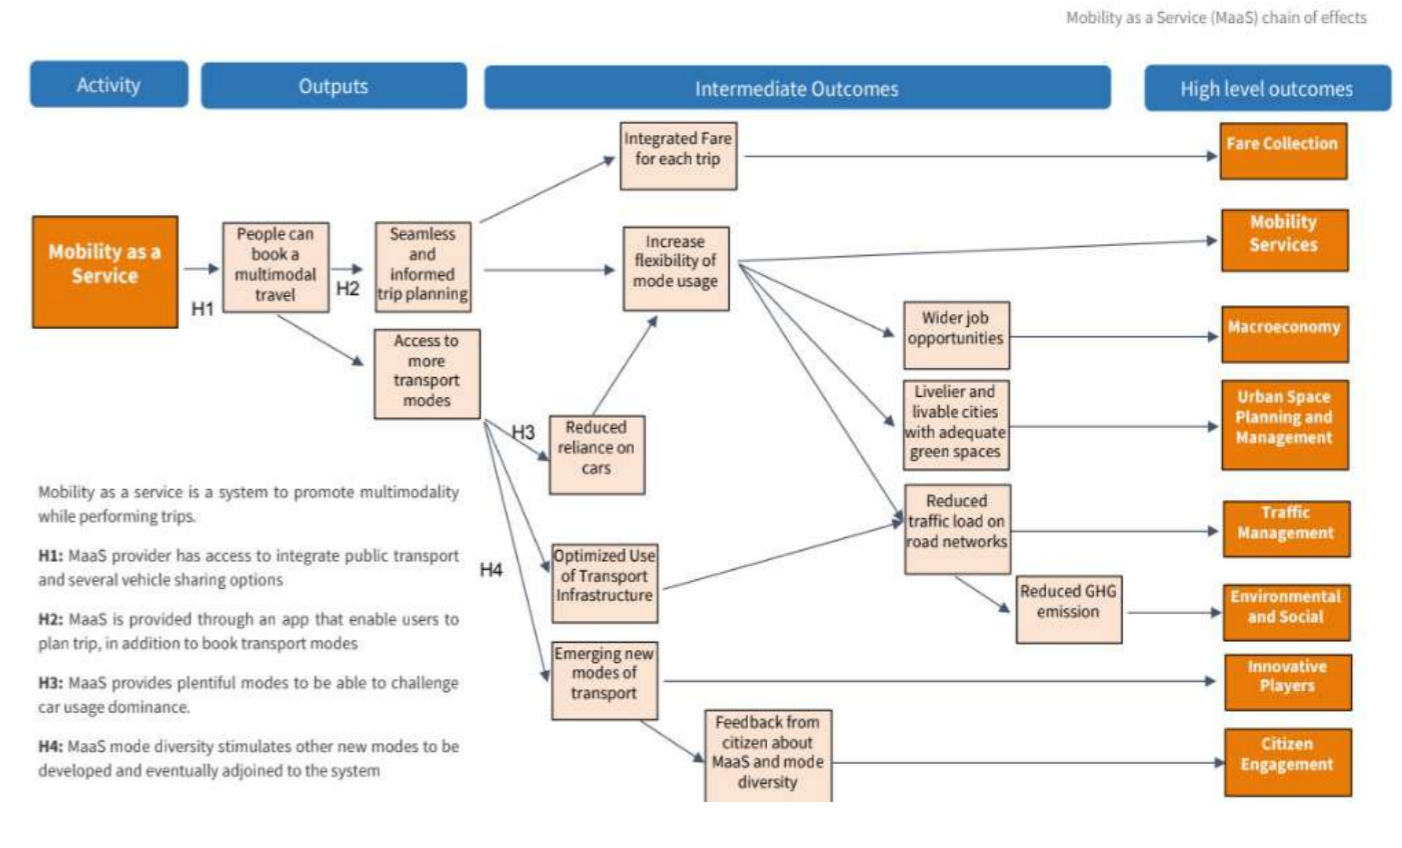 Mobility as a Service (MaaS) chain of effects
Activity
Outputs
Intermediate Outcomes
High level outcomes
Integrated Fare
for each trip
Fare Collection
Mobility as a
Service
H1
People can
book a
multimodal
travel
H2
Seamless
and
informed
trip planning
Increase
flexibility of
mode usage
Mobility
Services
Access to
more
transport
modes
Wider job
opportunities
Macroeconomy
H3
Reduced
reliance on
cars
Livelier and
livable cities
with adequate
green spaces
Urban Space
Planning and
Management
Reduced
traffic load on
road networks
Traffic
Management
H4
Optimized Use
of Transport
Infrastructure
Reduced GHG
emission
Environmental
and Social
Emerging new
modes of
transport
Innovative
Players
Feedback from
citizen about
MaaS and mode
diversity
Citizen
Engagement
Mobility as a service is a system to promote multimodality
while performing trips.
H1: MaaS provider has access to integrate public transport
and several vehicle sharing options
H2: MaaS is provided through an app that enable users to
plan trip, in addition to book transport modes
H3: MaaS provides plentiful modes to be able to challenge
car usage dominance.
H4: MaaS mode diversity stimulates other new modes to be
developed and eventually adjoined to the system